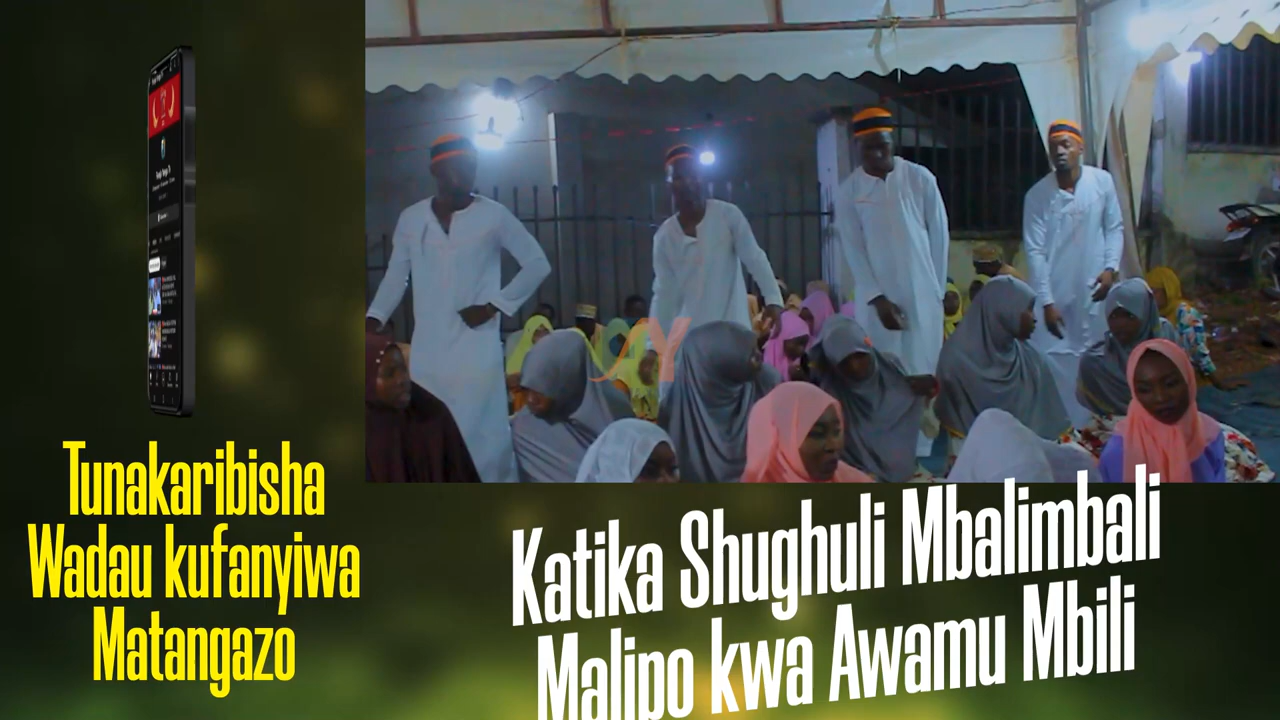 Tunakaribisha
Wadau kufanyiwa
Matangazo
Katika Shughuli Mbalimbali
Malipo kwa Awamu Mbili